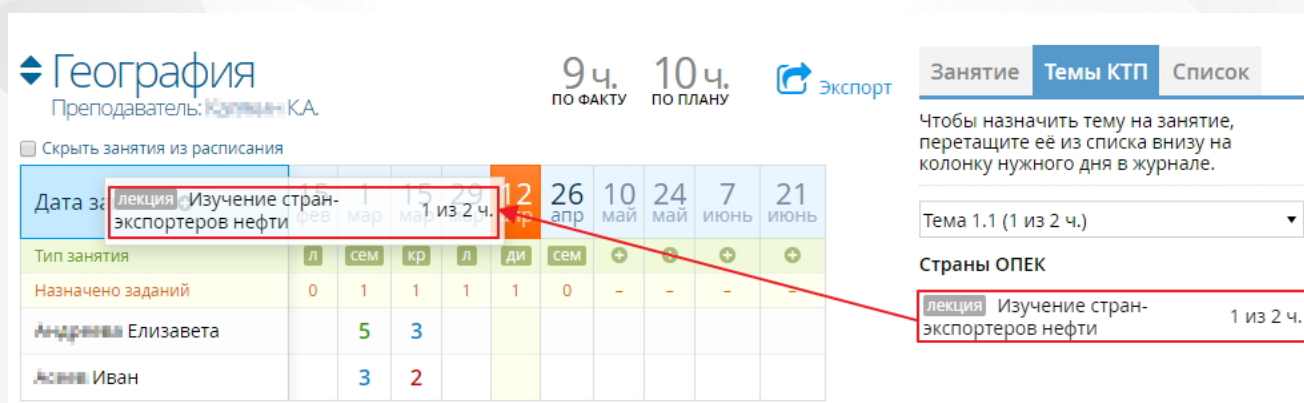 География
Преподаватель: К.А.
9 ч. 10 ч.
ПО ФАКТУ ПО ПЛАНУ
Экспорт
Скрыть занятия из расписания
Дата за 12 26 10 24 7 21
фев мар мар апр май май июнь июнь
лекция Изучение стран-
экспортеров нефти 1 из 2 ч.
Тип занятия л сем кр л ди сем
Назначено заданий 0 1 1 1 1 0 – – – –
Елизавета 5 3
Иван 3 2
Занятие Темы КТП Список
Чтобы назначить тему на занятие,
перетащите её из списка внизу на
колонку нужного дня в журнале.
Тема 1.1 (1 из 2 ч.)
Страны ОПЕК
лекция Изучение стран-
экспортеров нефти 1 из 2 ч.